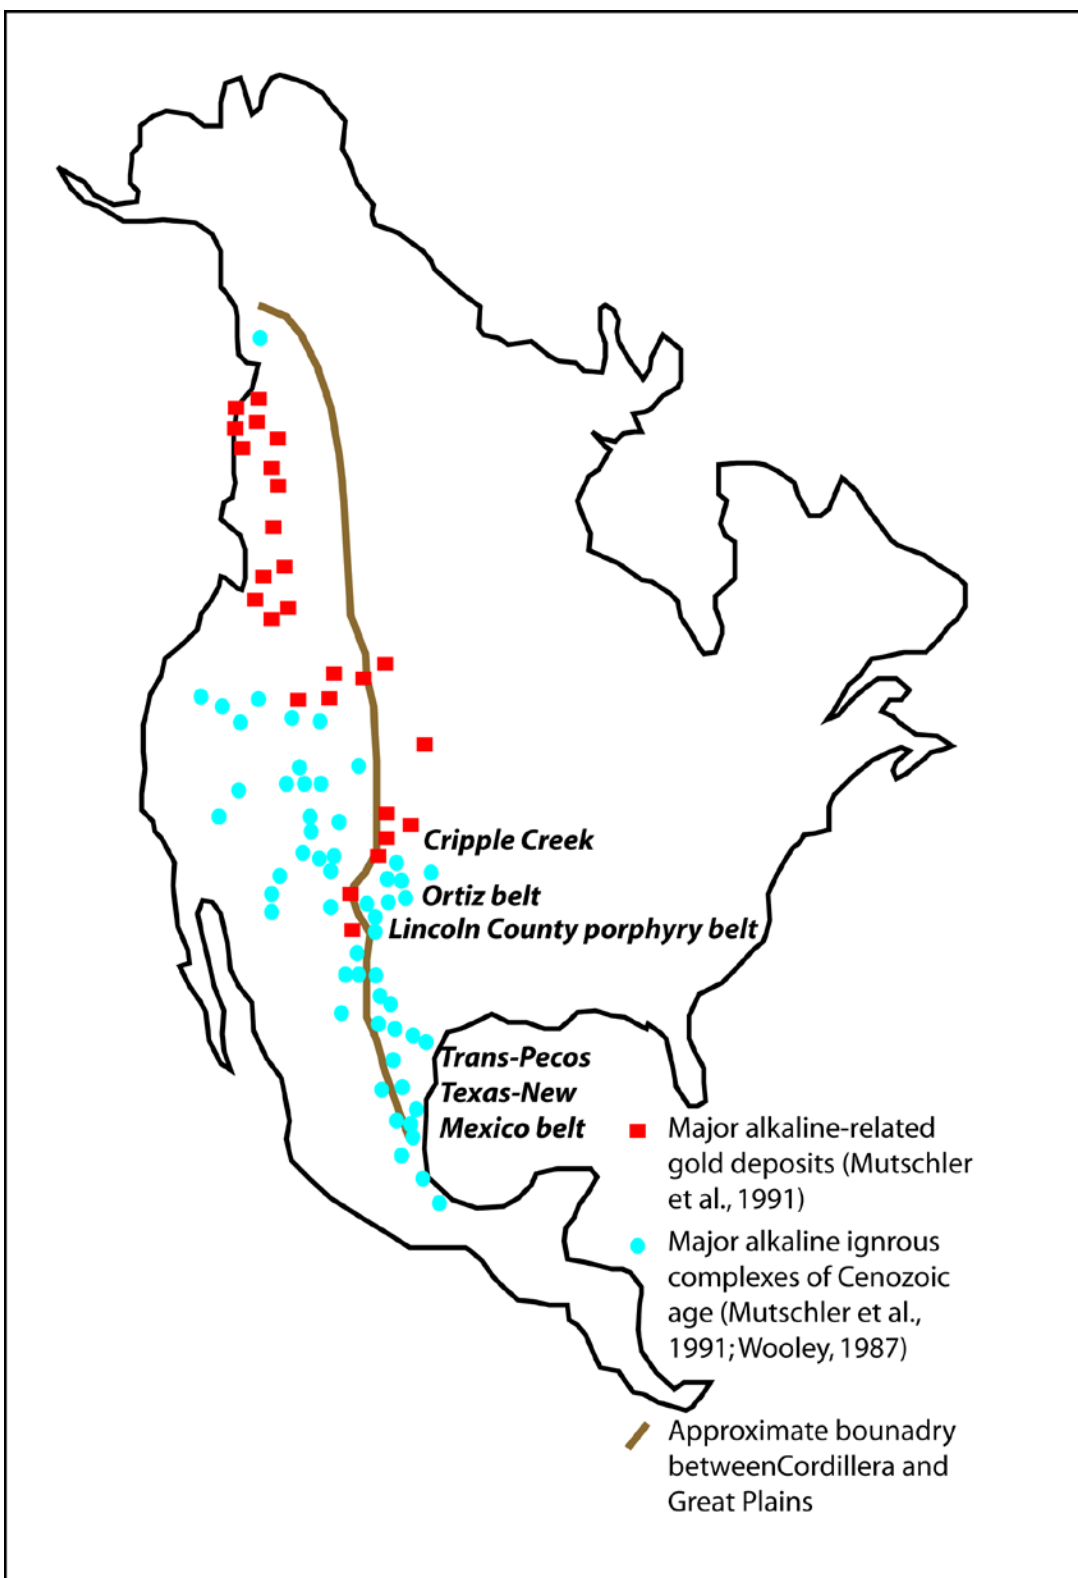 Cripple Creek
Ortiz belt
Lincoln County porphyry belt
Trans-Pecos
Texas-New
Mexico belt
Major alkaline-related
gold deposits (Mutschler
et al., 1991)
Major alkaline ignrous
complexes of Cenozoic
age (Mutschler et al.,
1991; Wooley, 1987)
Approximate bounadry
betweenCordillera and
Great Plains